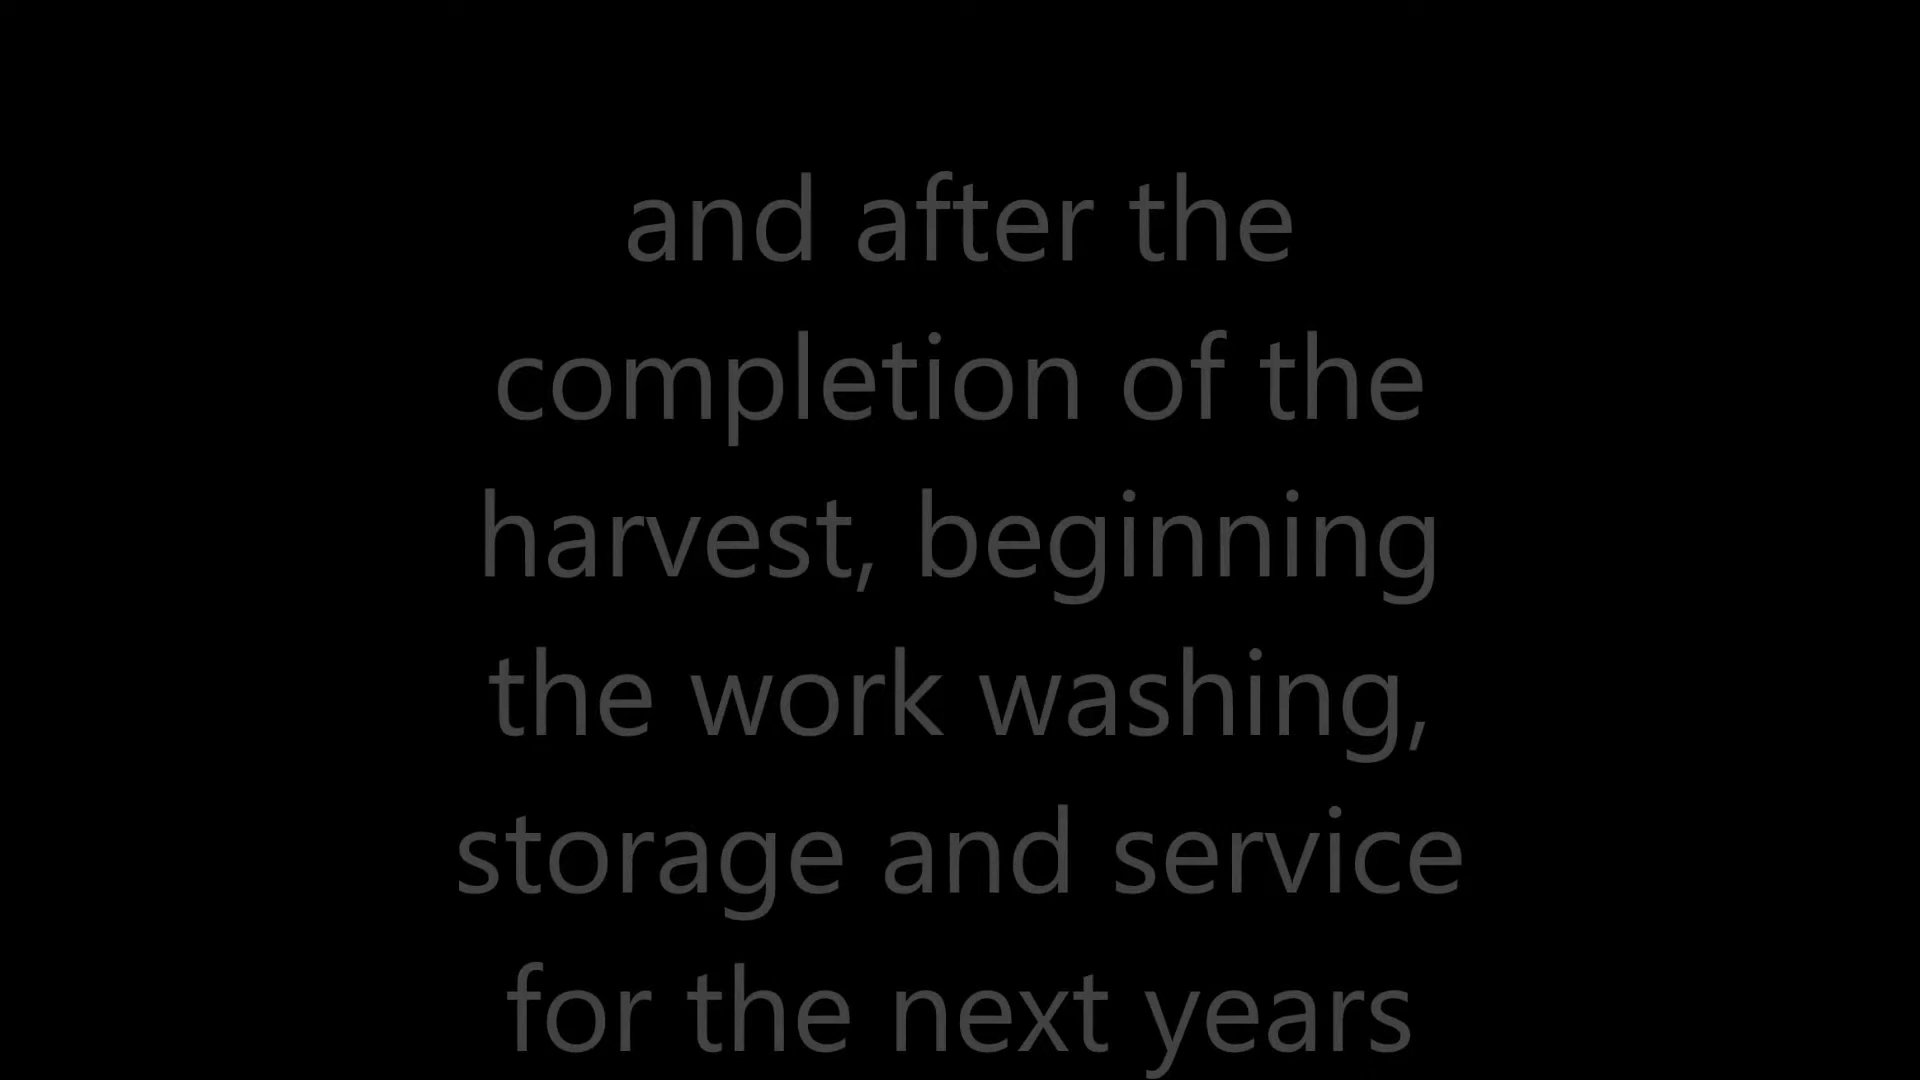 and after the
completion of the
harvest, beginning
the work washing,
storage and service
for the next years